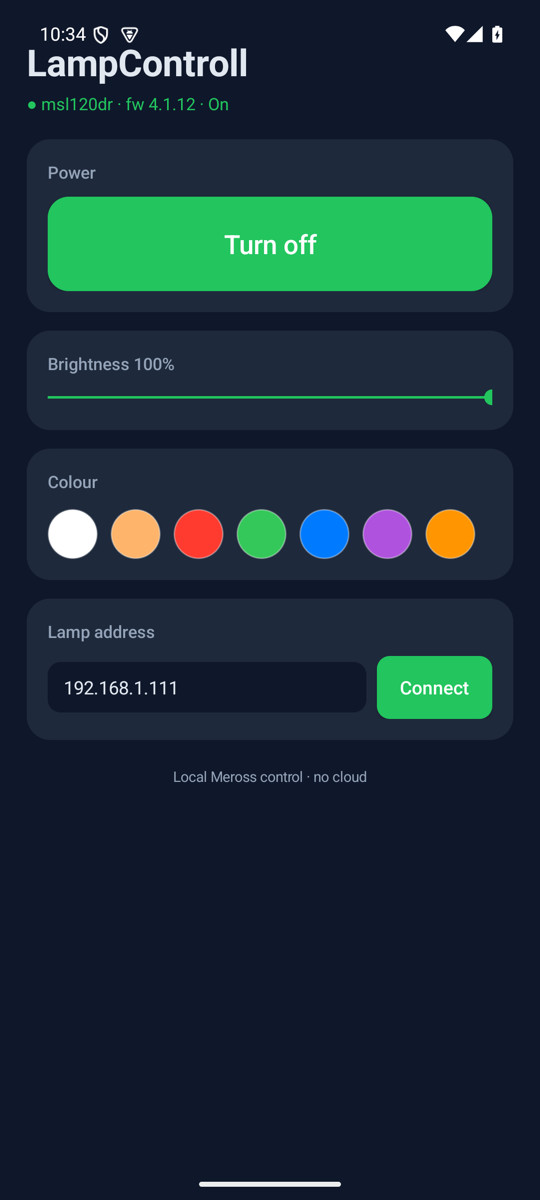 10:34
LampControll
● msl120dr · fw 4.1.12 · On
Power
Turn off
Brightness 100%
Colour
Lamp address
192.168.1.111
Connect
Local Meross control · no cloud